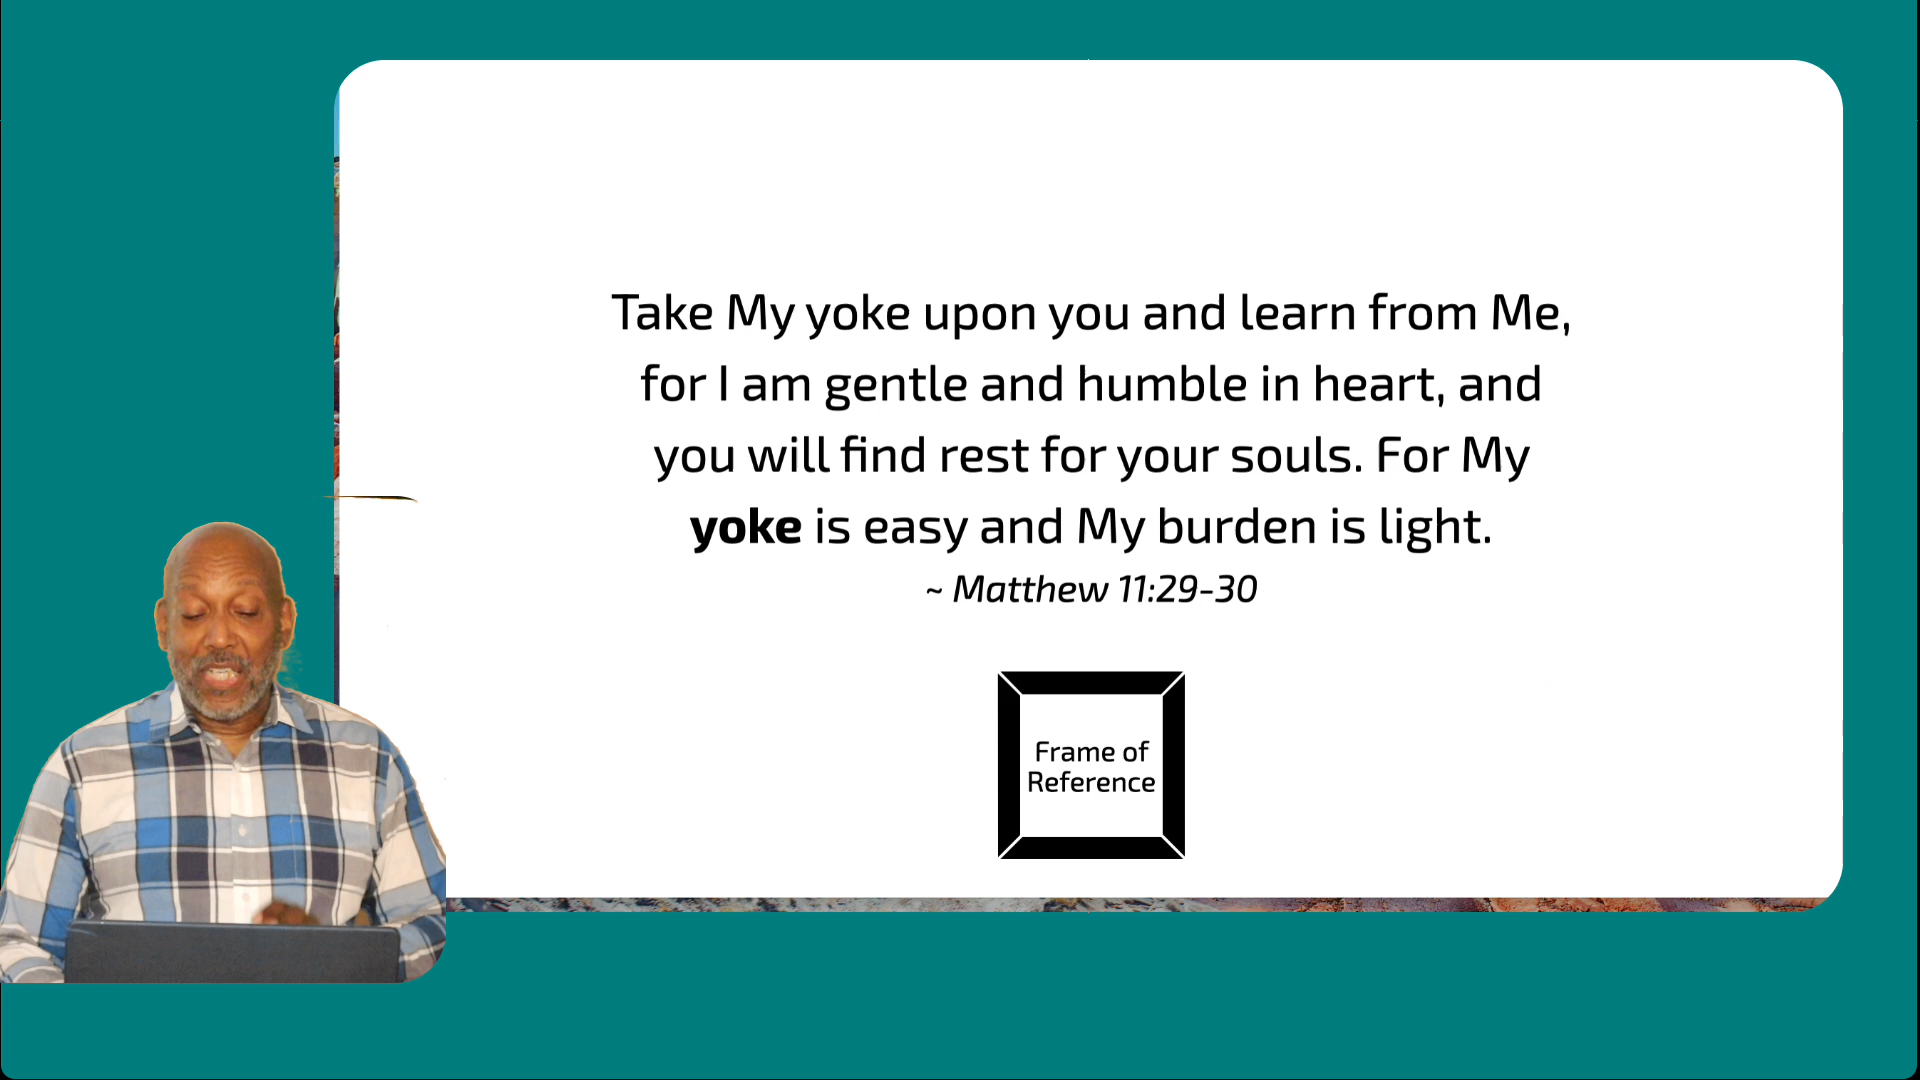 Take My yoke upon you and learn from Me,
for I am gentle and humble in heart, and
you will find rest for your souls. For My
yoke is easy and My burden is light.
~ Matthew 11:29-30
Frame of
Reference